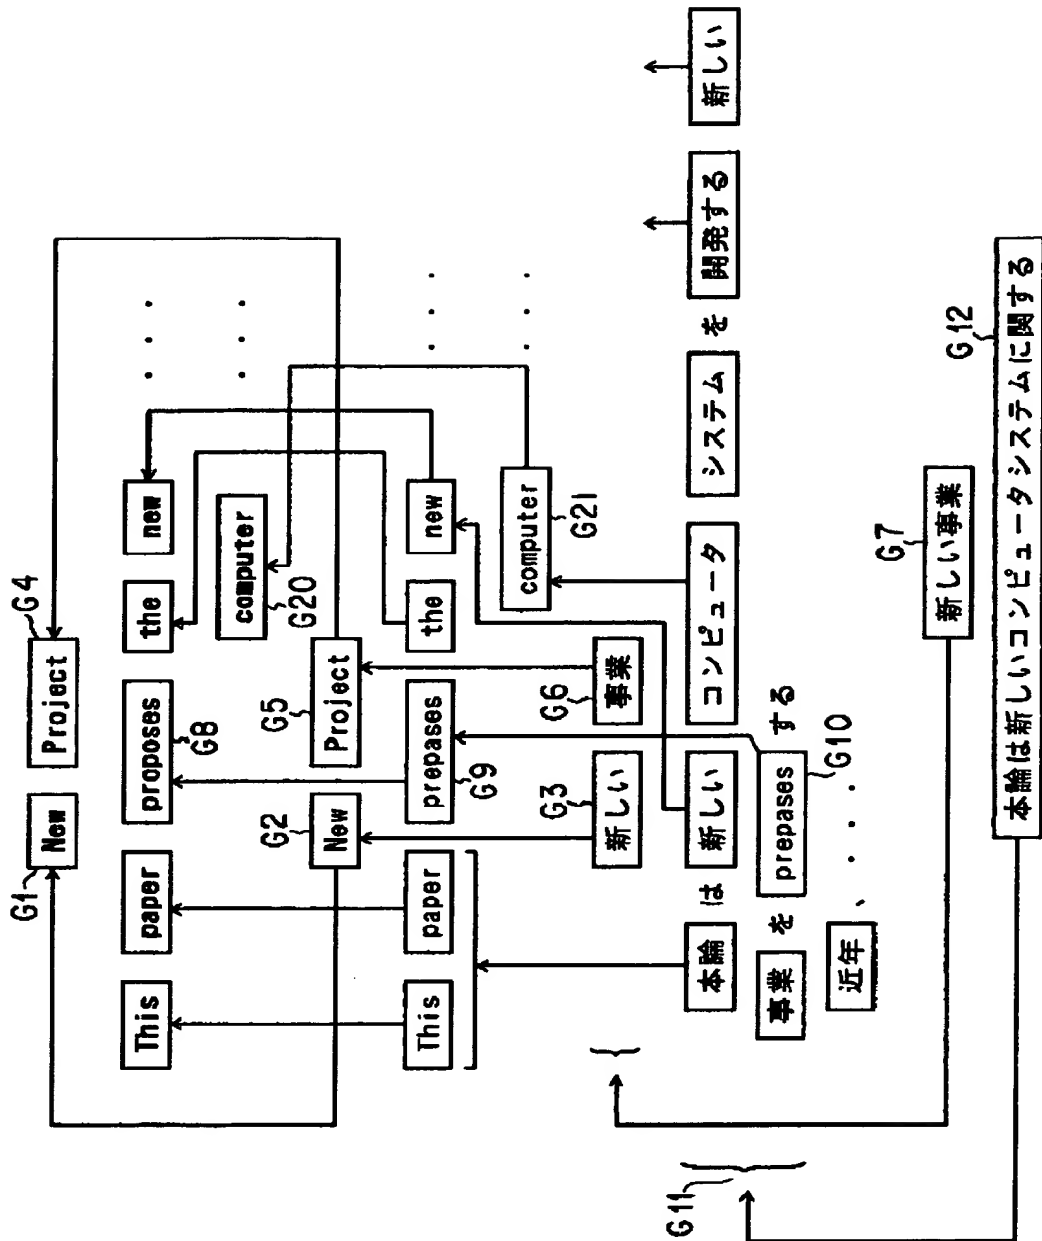 G1 New G4 Project
This paper proposes the new . . .
G8 computer . .
G20
G2 New G5 Project
This paper prepases the new . . .
G9 computer . .
G21
G3 新しい G6 事業
G11
本論 は 新しい コンピュータ システム を 開発する 新しい
事業 を prepases する
G10
近年 、 . . . .
G7
新しい事業
G12
本論は新しいコンピュータシステムに関する